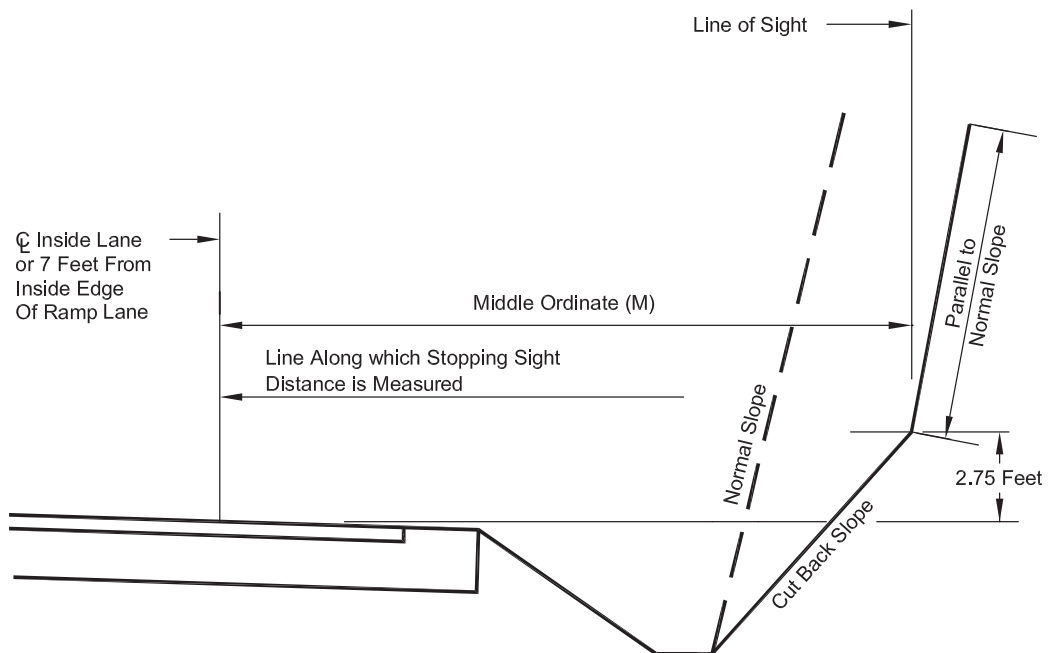 Line of Sight
℄ Inside Lane
or 7 Feet From
Inside Edge
Of Ramp Lane
Middle Ordinate (M)
Line Along which Stopping Sight
Distance is Measured
Normal Slope
Parallel to
Normal Slope
2.75 Feet
Cut Back Slope